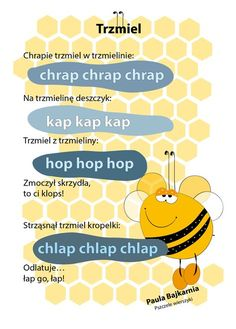 Trzmiel
Chrapie trzmiel w trzmielinie:
chrap chrap chrap
Na trzmielinę deszczyk:
kap kap kap
Trzmiel z trzmieliny:
hop hop hop
Zmoczył skrzydła,
to ci klops!
Strząsnął trzmiel kropelki:
chlap chlap chlap
Odlatuje...
łap go, łap!
Paula Bajkarnia
Puzzele wierszyki